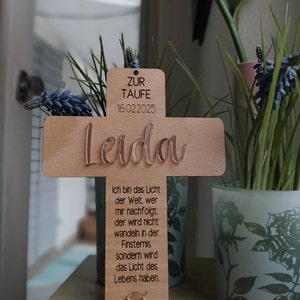 ZUR
TAUFE
16.02.2025
Leida
Ich bin das Licht
der Welt, wer
mir nachfolgt,
der wird nicht
wandeln in der
Finsternis,
sondern wird
das Licht des
Lebens haben.